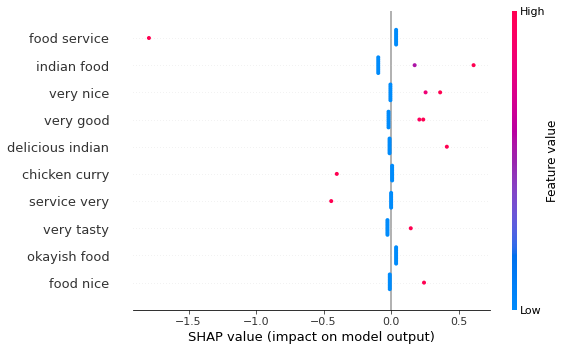 High
food service
indian food
very nice
very good
delicious indian
chicken curry
service very
very tasty
okayish food
food nice
Feature value
Low
−1.5 −1.0 −0.5 0.0 0.5
SHAP value (impact on model output)